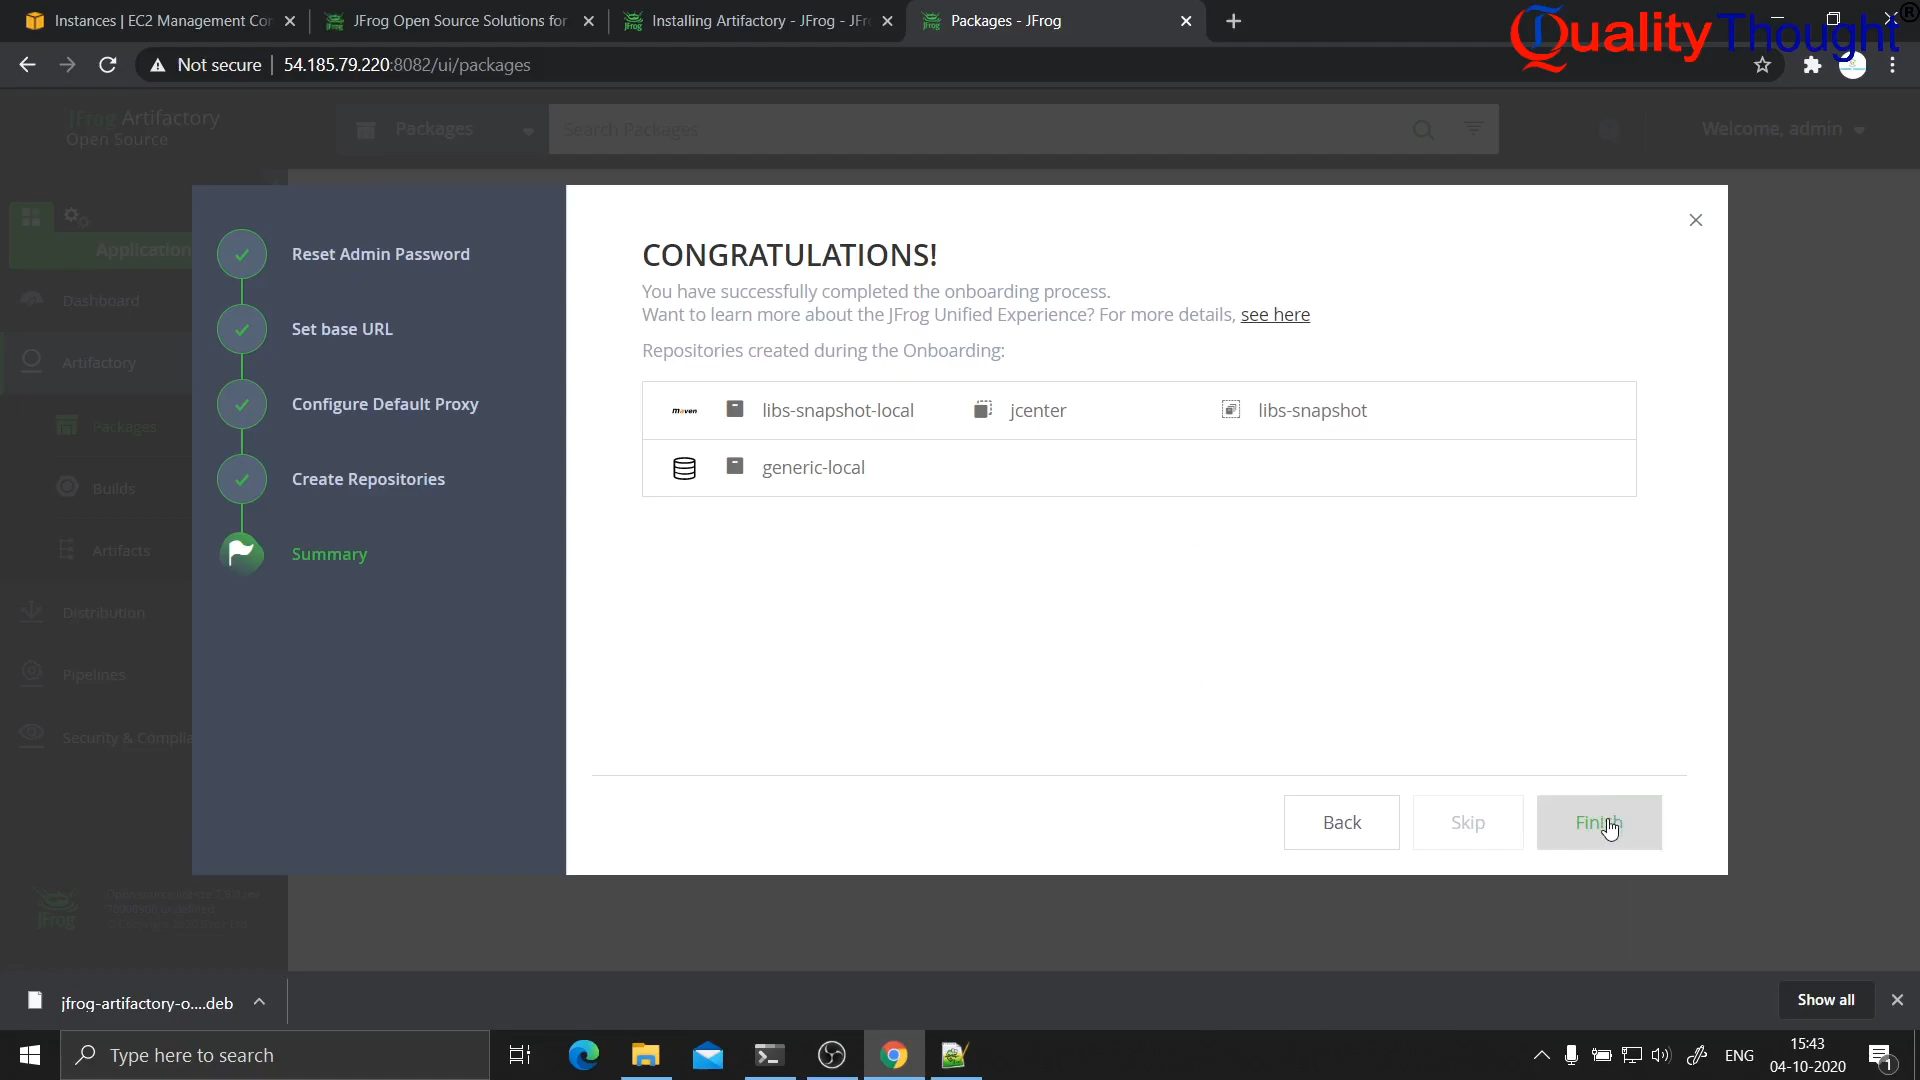 Instances | EC2 Management Con
JFrog Open Source Solutions for
Installing Artifactory - JFrog - JFr
Packages - JFrog
QualityThought®
Not secure
54.185.79.220:8082/ui/packages
JFrog Artifactory
Open Source
Packages
Search Packages
Welcome, admin
Application
Dashboard
Artifactory
Packages
Builds
Artifacts
Distribution
Pipelines
Security & Complia
JFrog
Reset Admin Password
Set base URL
Configure Default Proxy
Create Repositories
Summary
CONGRATULATIONS!
You have successfully completed the onboarding process.
Want to learn more about the JFrog Unified Experience? For more details, see here
Repositories created during the Onboarding:
maven libs-snapshot-local jcenter libs-snapshot
generic-local
Back
Skip
Finish
jfrog-artifactory-o....deb
Show all
Type here to search
ENG
15:43
04-10-2020
1